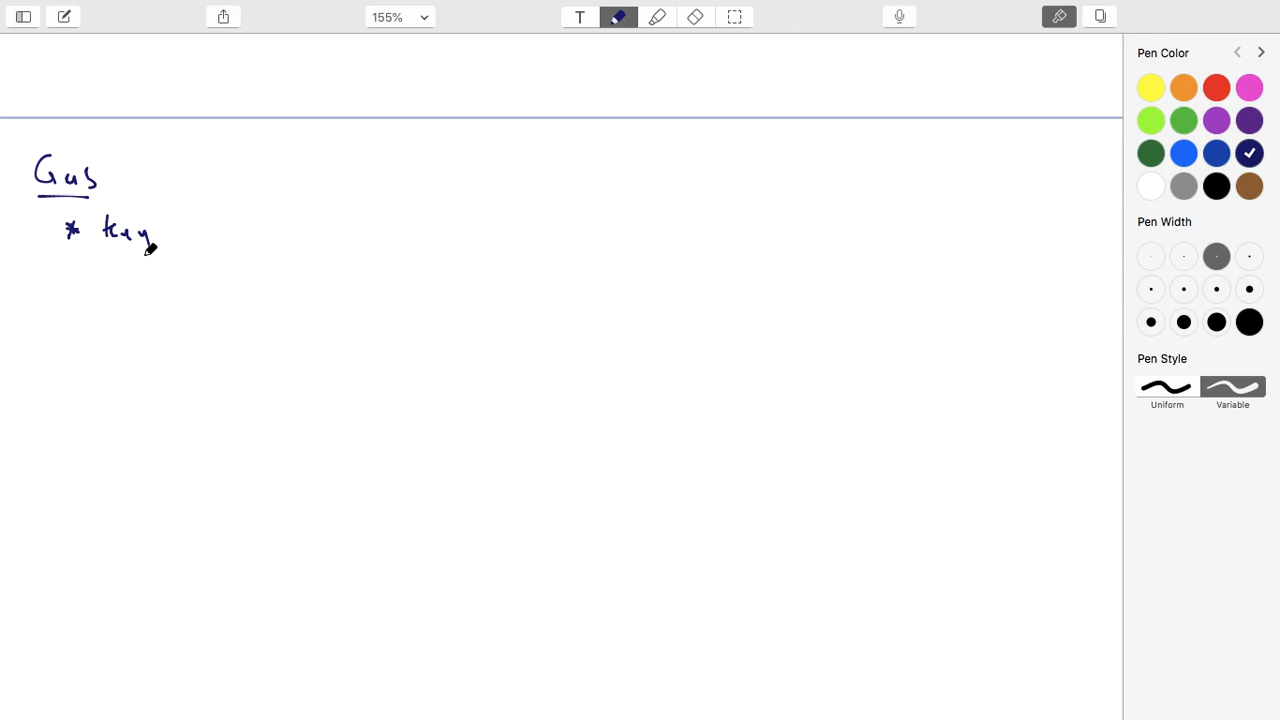 155%
T
Pen Color
Gus
* key
Pen Width
Pen Style
Uniform Variable